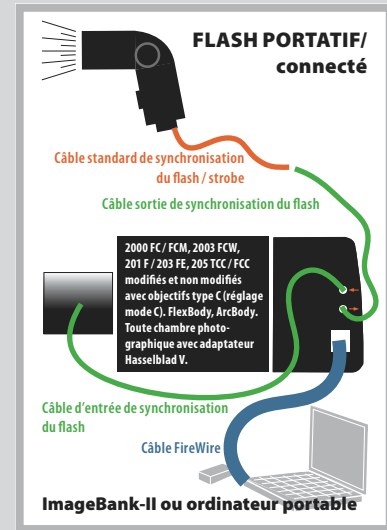 FLASH PORTATIF/
connecté
Câble standard de synchronisation
du flash / strobe
Câble sortie de synchronisation du flash
2000 FC / FCM, 2003 FCW,
201 F / 203 FE, 205 TCC / FCC
modifiés et non modifiés
avec objectifs type C (réglage
mode C). FlexBody, ArcBody.
Toute chambre photo-
graphique avec adaptateur
Hasselblad V.
Câble d’entrée de synchronisation
du flash
Câble FireWire
ImageBank-II ou ordinateur portable